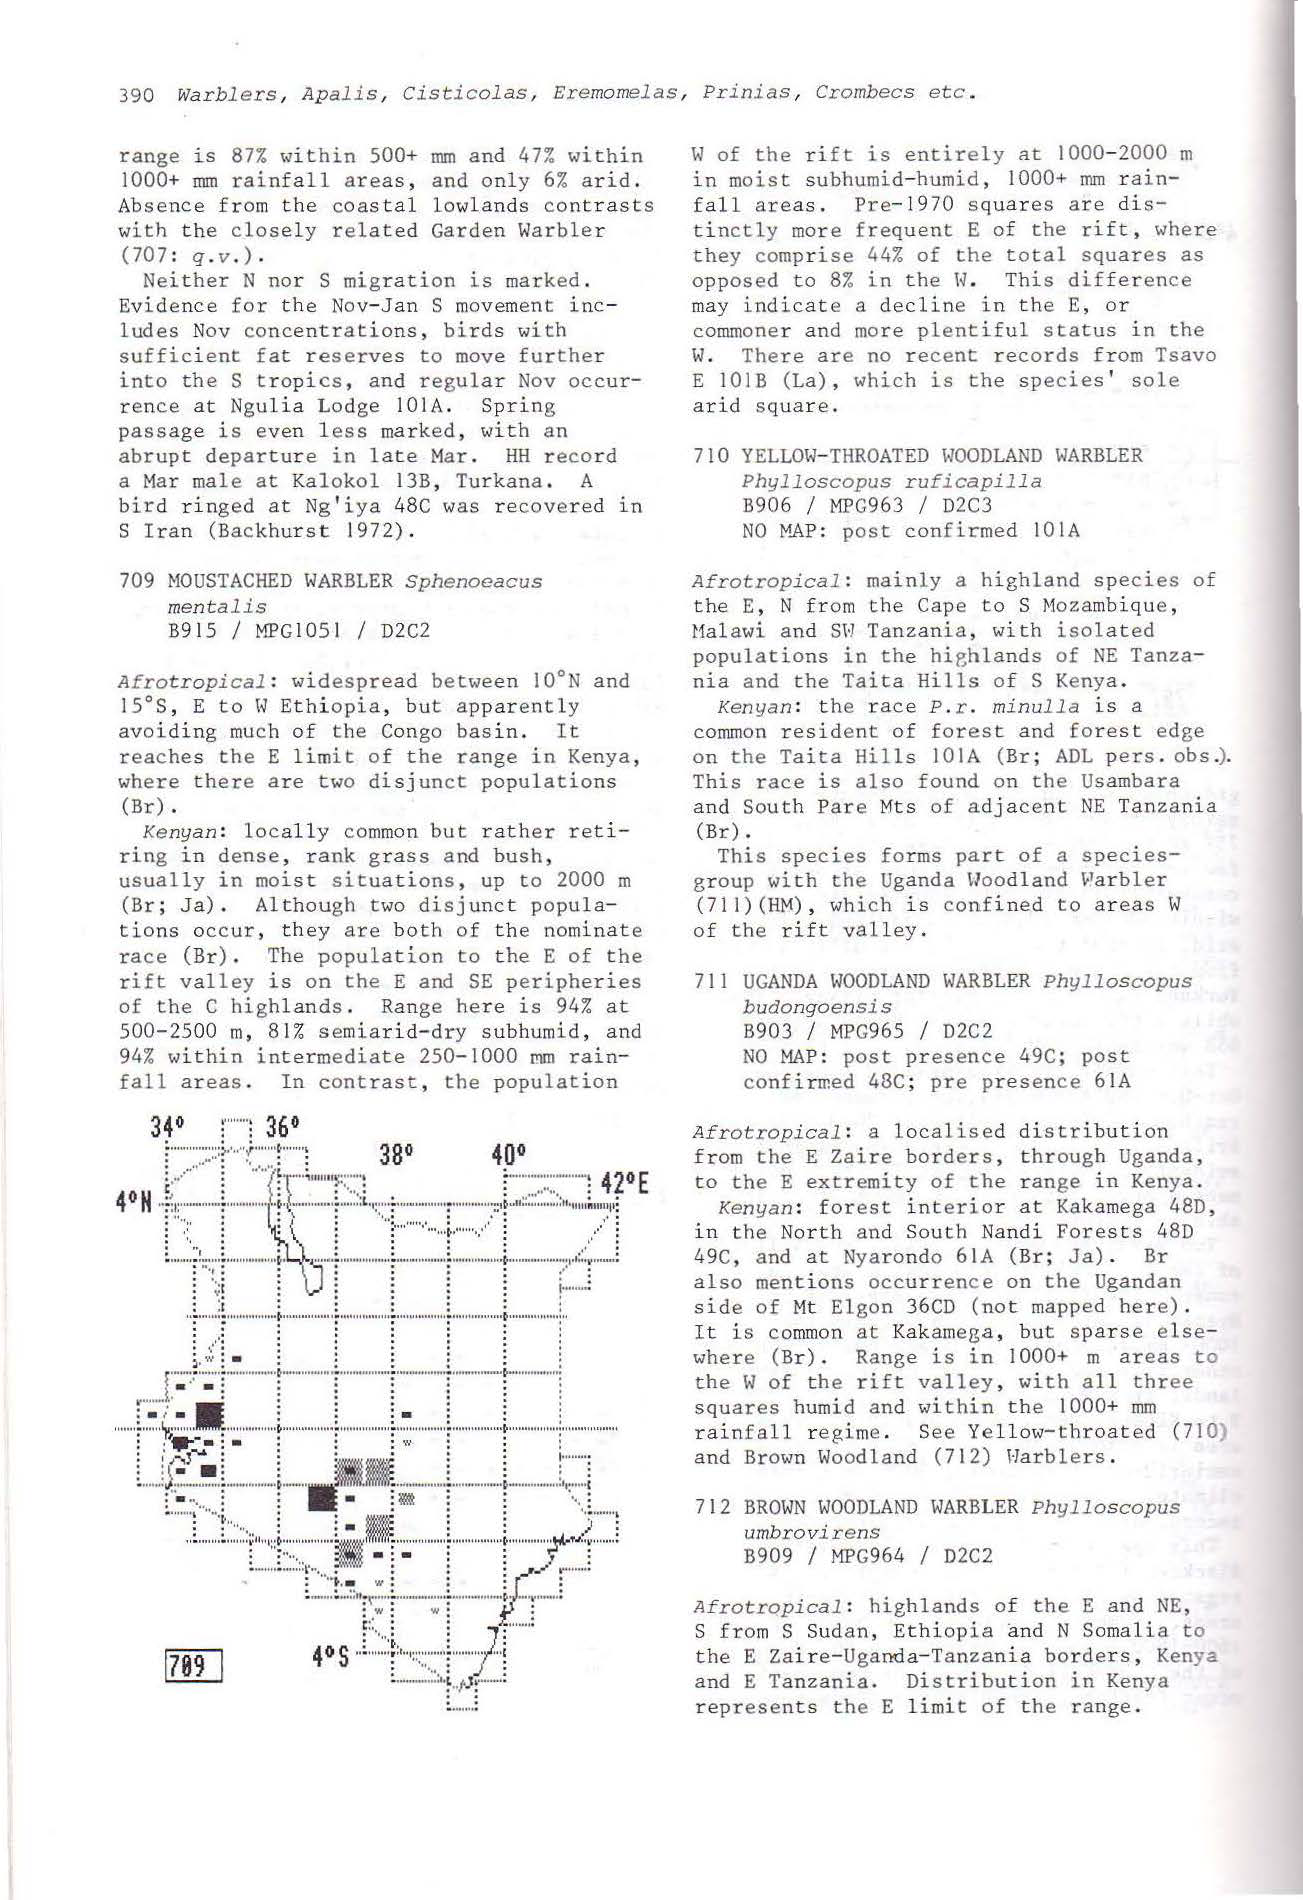 390 Warblers, Apalis, Cisticolas, Eremomelas, Prinias, Crombecs etc.
range is 87% within 500+ mm and 47% within
1000+ mm rainfall areas, and only 6% arid.
Absence from the coastal lowlands contrasts
with the closely related Garden Warbler
(707: q.v.).
Neither N nor S migration is marked.
Evidence for the Nov-Jan S movement inc-
ludes Nov concentrations, birds with
sufficient fat reserves to move further
into the S tropics, and regular Nov occur-
rence at Ngulia Lodge 101A. Spring
passage is even less marked, with an
abrupt departure in late Mar. HH record
a Mar male at Kalokol 13B, Turkana. A
bird ringed at Ng'iya 48C was recovered in
S Iran (Backhurst 1972).
709 MOUSTACHED WARBLER Sphenoeacus
mentalis
B915 / MPG1051 / D2C2
Afrotropical: widespread between 10°N and
15°S, E to W Ethiopia, but apparently
avoiding much of the Congo basin. It
reaches the E limit of the range in Kenya,
where there are two disjunct populations
(Br).
Kenyan: locally common but rather reti-
ring in dense, rank grass and bush,
usually in moist situations, up to 2000 m
(Br; Ja). Although two disjunct popula-
tions occur, they are both of the nominate
race (Br). The population to the E of the
rift valley is on the E and SE peripheries
of the C highlands. Range here is 94% at
500-2500 m, 81% semiarid-dry subhumid, and
94% within intermediate 250-1000 mm rain-
fall areas. In contrast, the population
34° 36°
38° 40°
42°E
4°N
4°S
709
W of the rift is entirely at 1000-2000 m
in moist subhumid-humid, 1000+ mm rain-
fall areas. Pre-1970 squares are dis-
tinctly more frequent E of the rift, where
they comprise 44% of the total squares as
opposed to 8% in the W. This difference
may indicate a decline in the E, or
commoner and more plentiful status in the
W. There are no recent records from Tsavo
E 101B (La), which is the species' sole
arid square.
710 YELLOW-THROATED WOODLAND WARBLER
Phylloscopus ruficapilla
B906 / MPG963 / D2C3
NO MAP: post confirmed 101A
Afrotropical: mainly a highland species of
the E, N from the Cape to S Mozambique,
Malawi and SW Tanzania, with isolated
populations in the highlands of NE Tanza-
nia and the Taita Hills of S Kenya.
Kenyan: the race P.r. minulla is a
common resident of forest and forest edge
on the Taita Hills 101A (Br; ADL pers. obs.).
This race is also found on the Usambara
and South Pare Mts of adjacent NE Tanzania
(Br).
This species forms part of a species-
group with the Uganda Woodland Warbler
(711)(HM), which is confined to areas W
of the rift valley.
711 UGANDA WOODLAND WARBLER Phylloscopus
budongoensis
B903 / MPG965 / D2C2
NO MAP: post presence 49C; post
confirmed 48C; pre presence 61A
Afrotropical: a localised distribution
from the E Zaire borders, through Uganda,
to the E extremity of the range in Kenya.
Kenyan: forest interior at Kakamega 48D,
in the North and South Nandi Forests 48D
49C, and at Nyarondo 61A (Br; Ja). Br
also mentions occurrence on the Ugandan
side of Mt Elgon 36CD (not mapped here).
It is common at Kakamega, but sparse else-
where (Br). Range is in 1000+ m areas to
the W of the rift valley, with all three
squares humid and within the 1000+ mm
rainfall regime. See Yellow-throated (710)
and Brown Woodland (712) Warblers.
712 BROWN WOODLAND WARBLER Phylloscopus
umbrovirens
B909 / MPG964 / D2C2
Afrotropical: highlands of the E and NE,
S from S Sudan, Ethiopia and N Somalia to
the E Zaire-Uganda-Tanzania borders, Kenya
and E Tanzania. Distribution in Kenya
represents the E limit of the range.